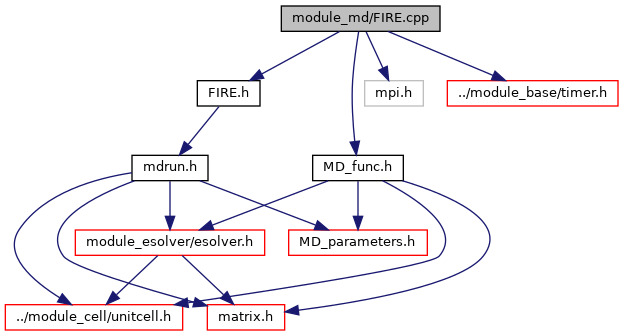 module_md/FIRE.cpp
FIRE.h
mpi.h
../module_base/timer.h
mdrun.h
MD_func.h
module_esolver/esolver.h
MD_parameters.h
../module_cell/unitcell.h
matrix.h